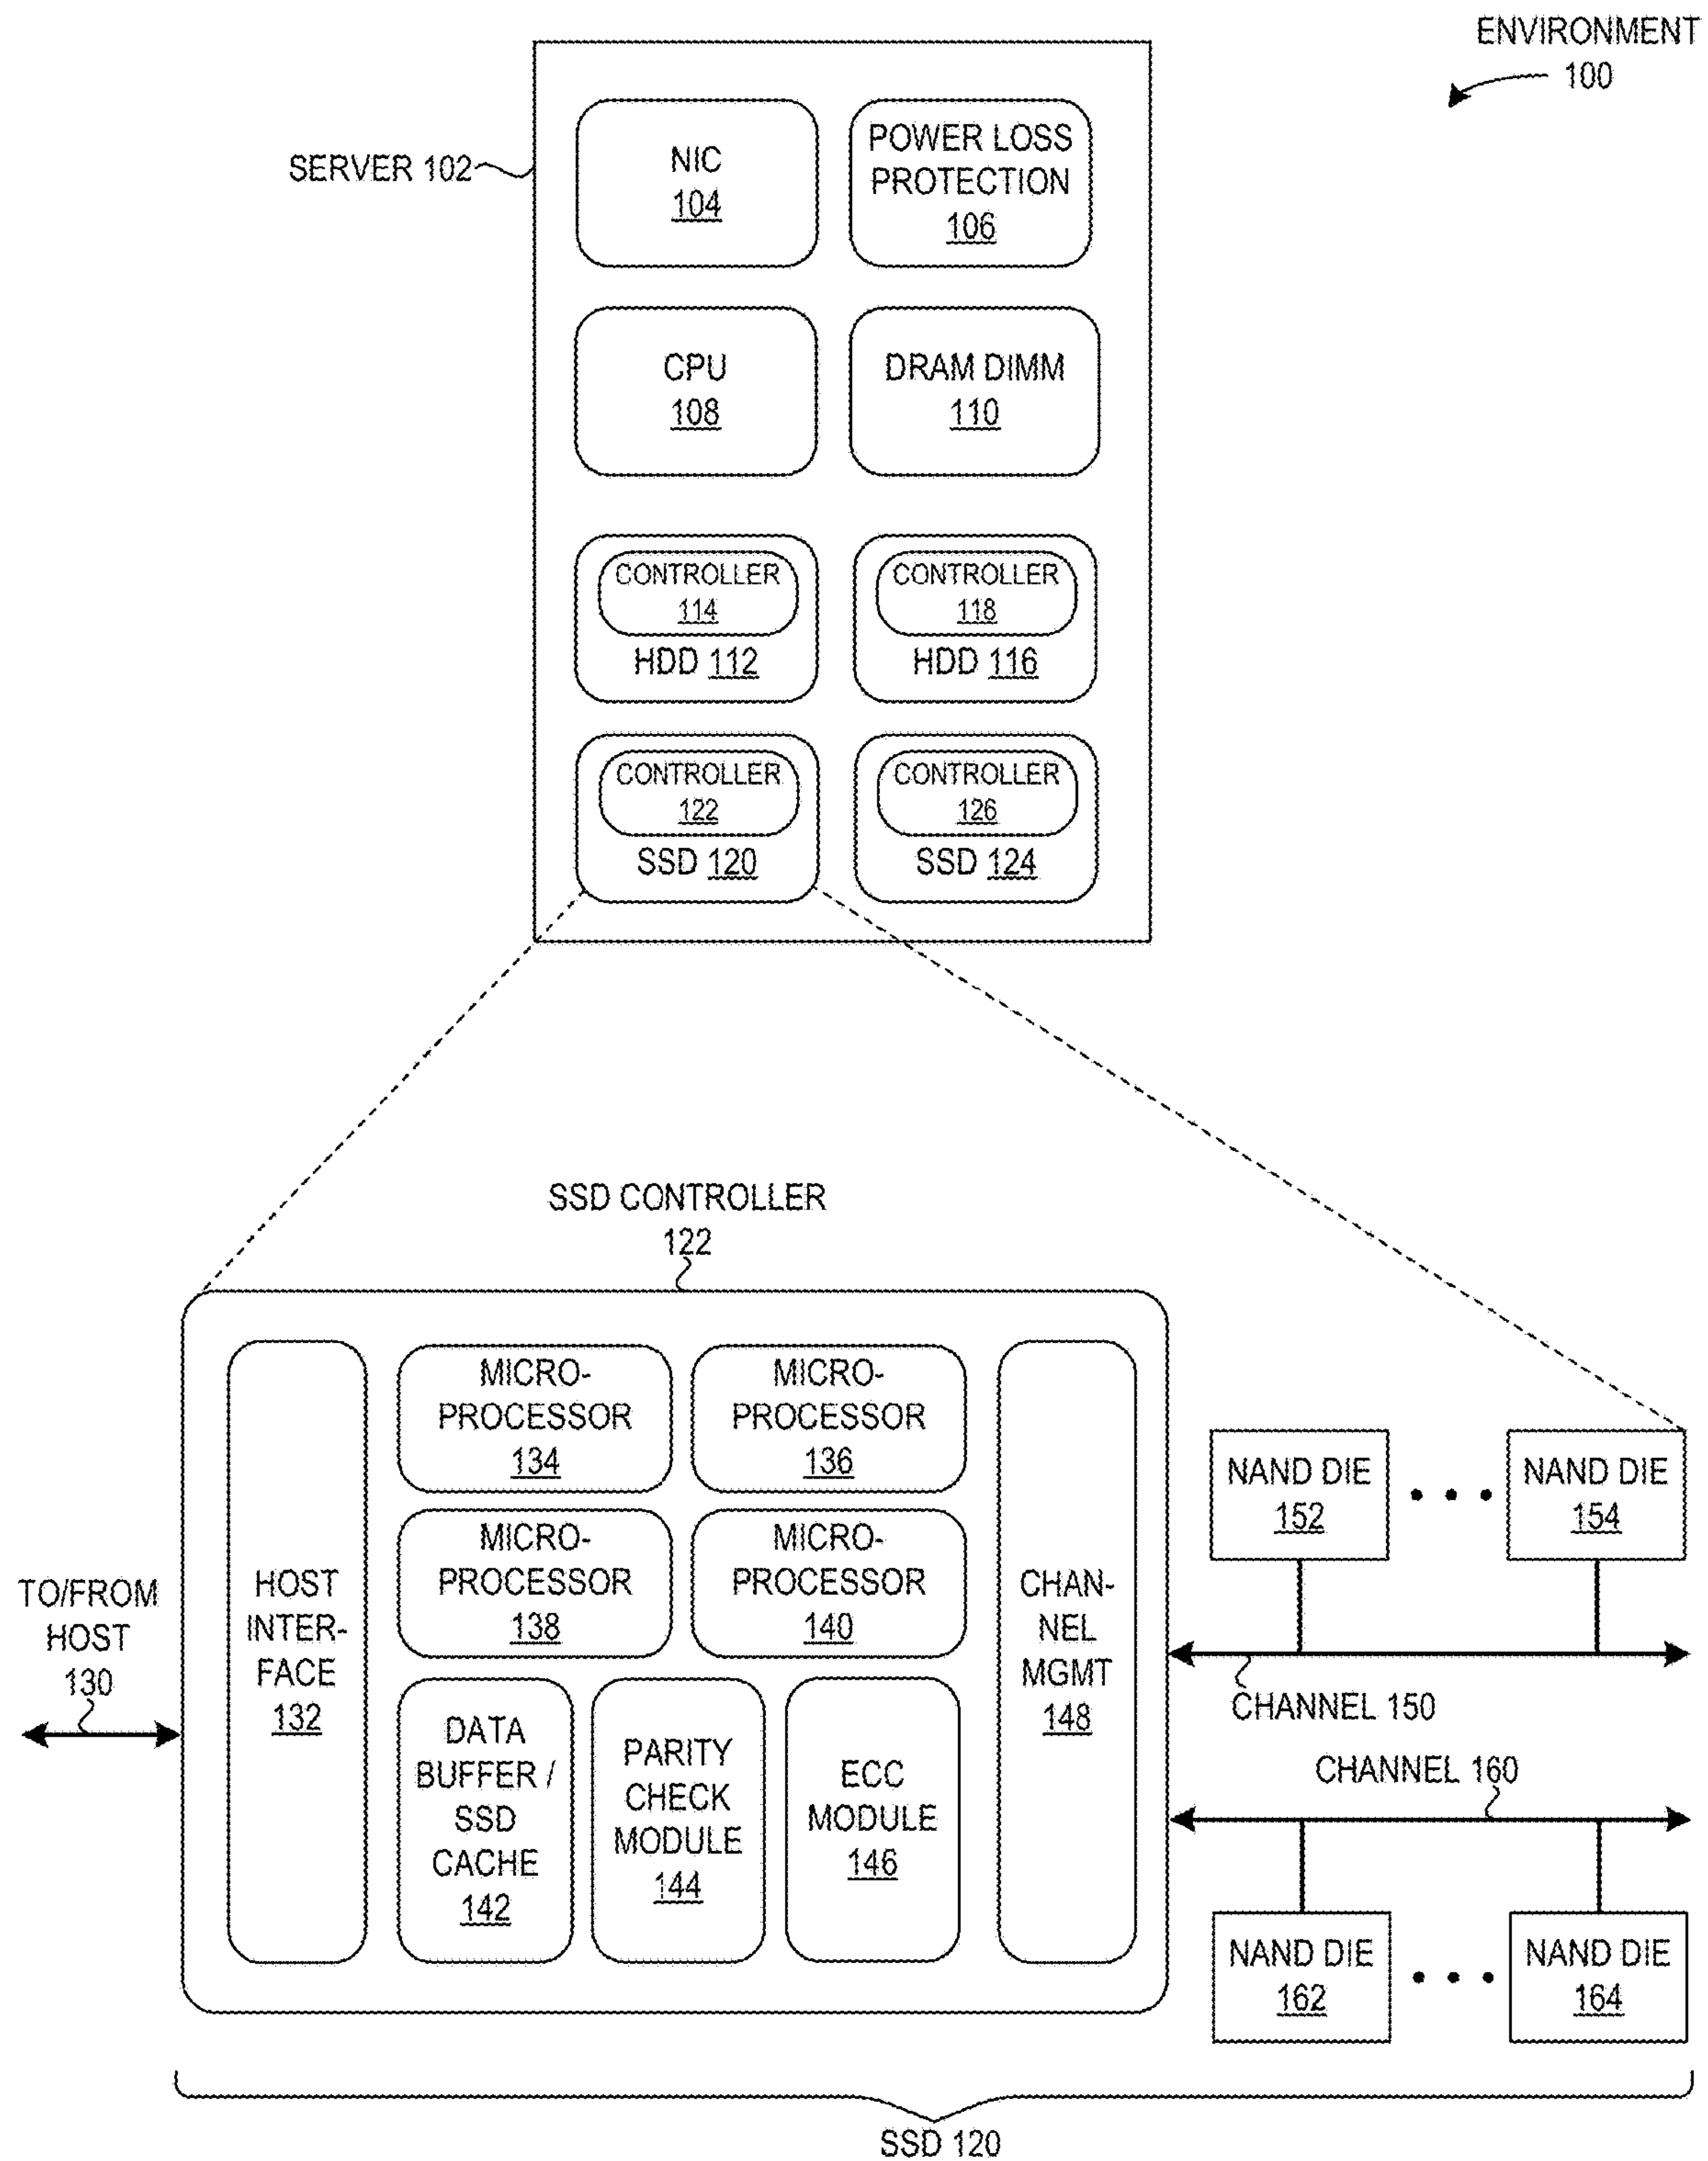 ENVIRONMENT
100
SERVER 102
NIC
104
POWER LOSS
PROTECTION
106
CPU
108
DRAM DIMM
110
CONTROLLER
114
HDD 112
CONTROLLER
118
HDD 116
CONTROLLER
122
SSD 120
CONTROLLER
126
SSD 124
SSD CONTROLLER
122
TO/FROM
HOST
130
HOST
INTER-
FACE
132
MICRO-
PROCESSOR
134
MICRO-
PROCESSOR
136
MICRO-
PROCESSOR
138
MICRO-
PROCESSOR
140
DATA
BUFFER /
SSD
CACHE
142
PARITY
CHECK
MODULE
144
ECC
MODULE
146
CHAN-
NEL
MGMT
148
NAND DIE
152
NAND DIE
154
CHANNEL 150
CHANNEL 160
NAND DIE
162
NAND DIE
164
SSD 120